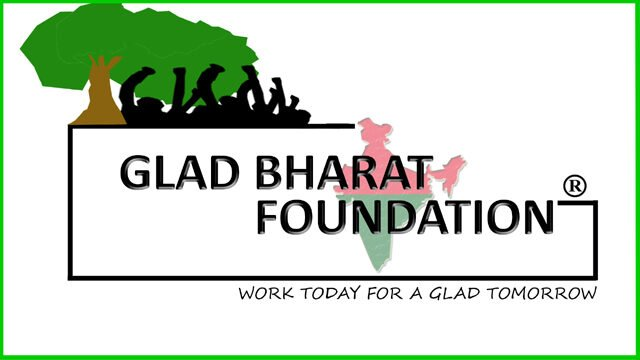 GLAD BHARAT
FOUNDATION®
WORK TODAY FOR A GLAD TOMORROW